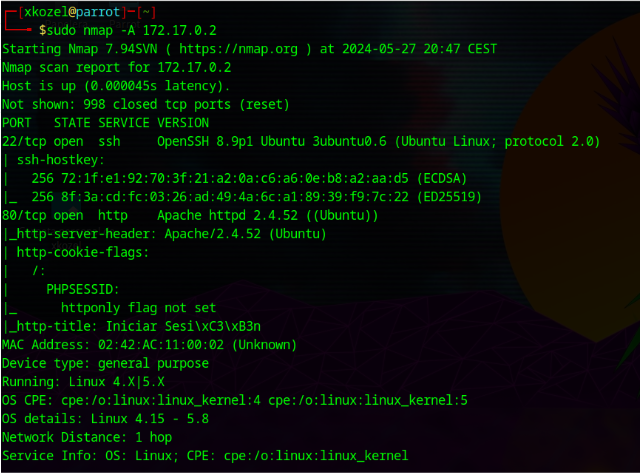 ┌─[xkozel@parrot]─[~]
└──╼ $sudo nmap -A 172.17.0.2
Starting Nmap 7.94SVN ( https://nmap.org ) at 2024-05-27 20:47 CEST
Nmap scan report for 172.17.0.2
Host is up (0.000045s latency).
Not shown: 998 closed tcp ports (reset)
PORT   STATE SERVICE VERSION
22/tcp open  ssh     OpenSSH 8.9p1 Ubuntu 3ubuntu0.6 (Ubuntu Linux; protocol 2.0)
| ssh-hostkey:
|   256 72:1f:e1:92:70:3f:21:a2:0a:c6:a6:0e:b8:a2:aa:d5 (ECDSA)
|_  256 8f:3a:cd:fc:03:26:ad:49:4a:6c:a1:89:39:f9:7c:22 (ED25519)
80/tcp open  http    Apache httpd 2.4.52 ((Ubuntu))
|_http-server-header: Apache/2.4.52 (Ubuntu)
| http-cookie-flags:
|   /:
|     PHPSESSID:
|_      httponly flag not set
|_http-title: Iniciar Sesi\xC3\xB3n
MAC Address: 02:42:AC:11:00:02 (Unknown)
Device type: general purpose
Running: Linux 4.X|5.X
OS CPE: cpe:/o:linux:linux_kernel:4 cpe:/o:linux:linux_kernel:5
OS details: Linux 4.15 - 5.8
Network Distance: 1 hop
Service Info: OS: Linux; CPE: cpe:/o:linux:linux_kernel